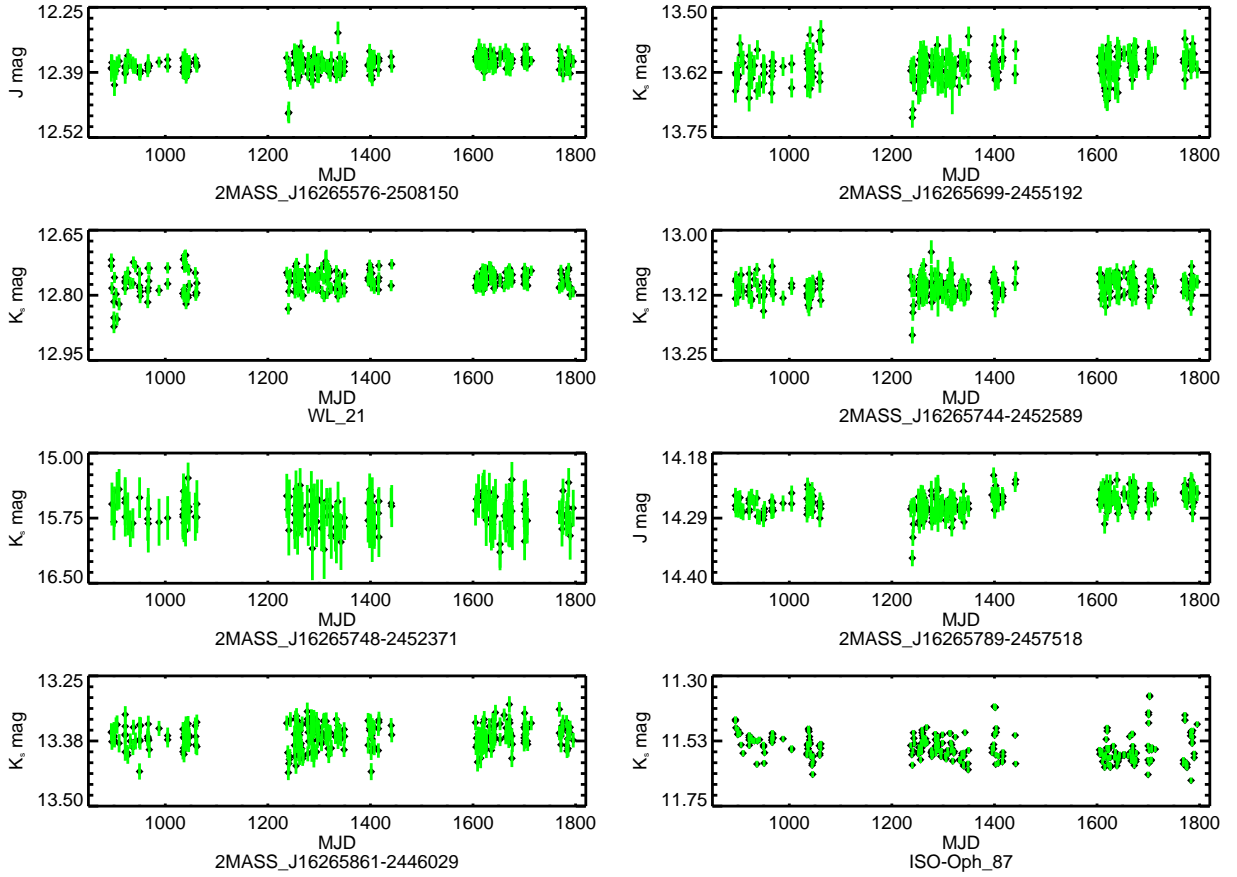 12.25
12.39
12.52
J mag
1000 1200 1400 1600 1800
MJD
2MASS_J16265576-2508150
13.50
13.62
13.75
Ks mag
1000 1200 1400 1600 1800
MJD
2MASS_J16265699-2455192
12.65
12.80
12.95
Ks mag
1000 1200 1400 1600 1800
MJD
WL_21
13.00
13.12
13.25
Ks mag
1000 1200 1400 1600 1800
MJD
2MASS_J16265744-2452589
15.00
15.75
16.50
Ks mag
1000 1200 1400 1600 1800
MJD
2MASS_J16265748-2452371
14.18
14.29
14.40
J mag
1000 1200 1400 1600 1800
MJD
2MASS_J16265789-2457518
13.25
13.38
13.50
Ks mag
1000 1200 1400 1600 1800
MJD
2MASS_J16265861-2446029
11.30
11.53
11.75
Ks mag
1000 1200 1400 1600 1800
MJD
ISO-Oph_87